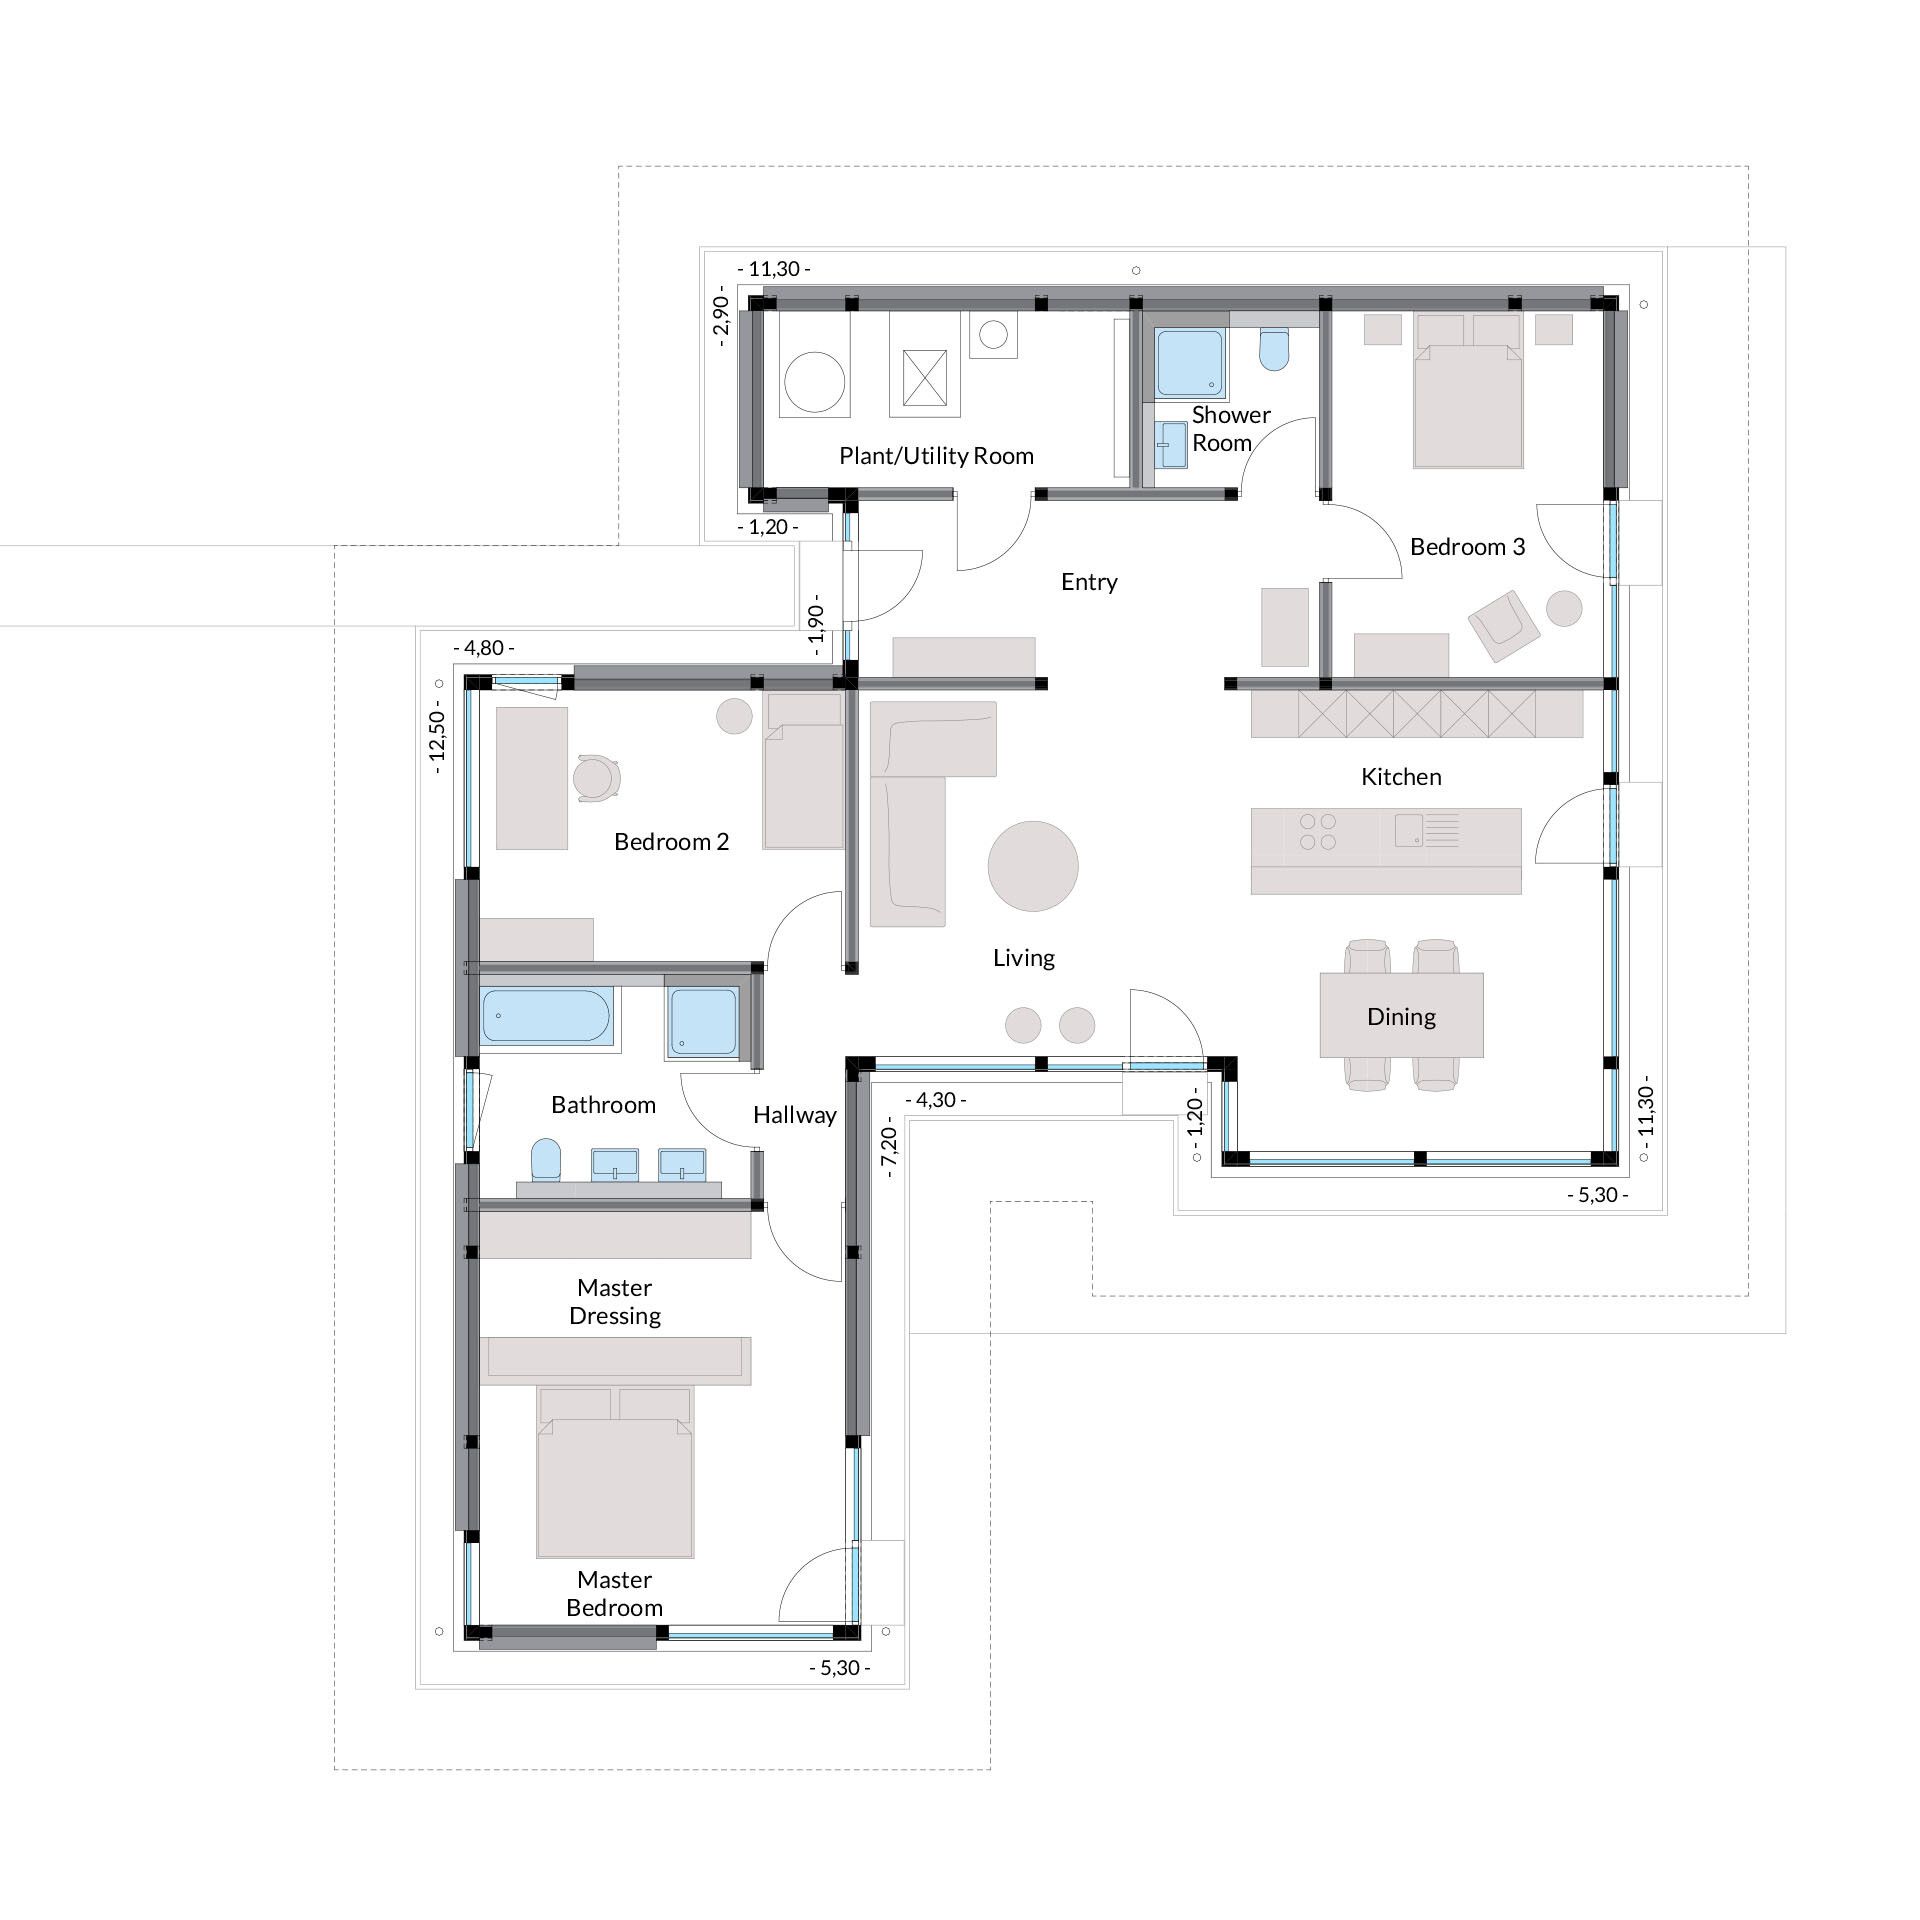 - 11,30 -
- 2,90 -
Shower
Room
Plant/Utility Room
- 1,20 -
Bedroom 3
Entry
- 1,90 -
- 4,80 -
- 12,50 -
Kitchen
Bedroom 2
Living
Dining
Bathroom
Hallway
- 4,30 -
- 7,20 -
- 1,20 -
- 11,30 -
- 5,30 -
Master
Dressing
Master
Bedroom
- 5,30 -